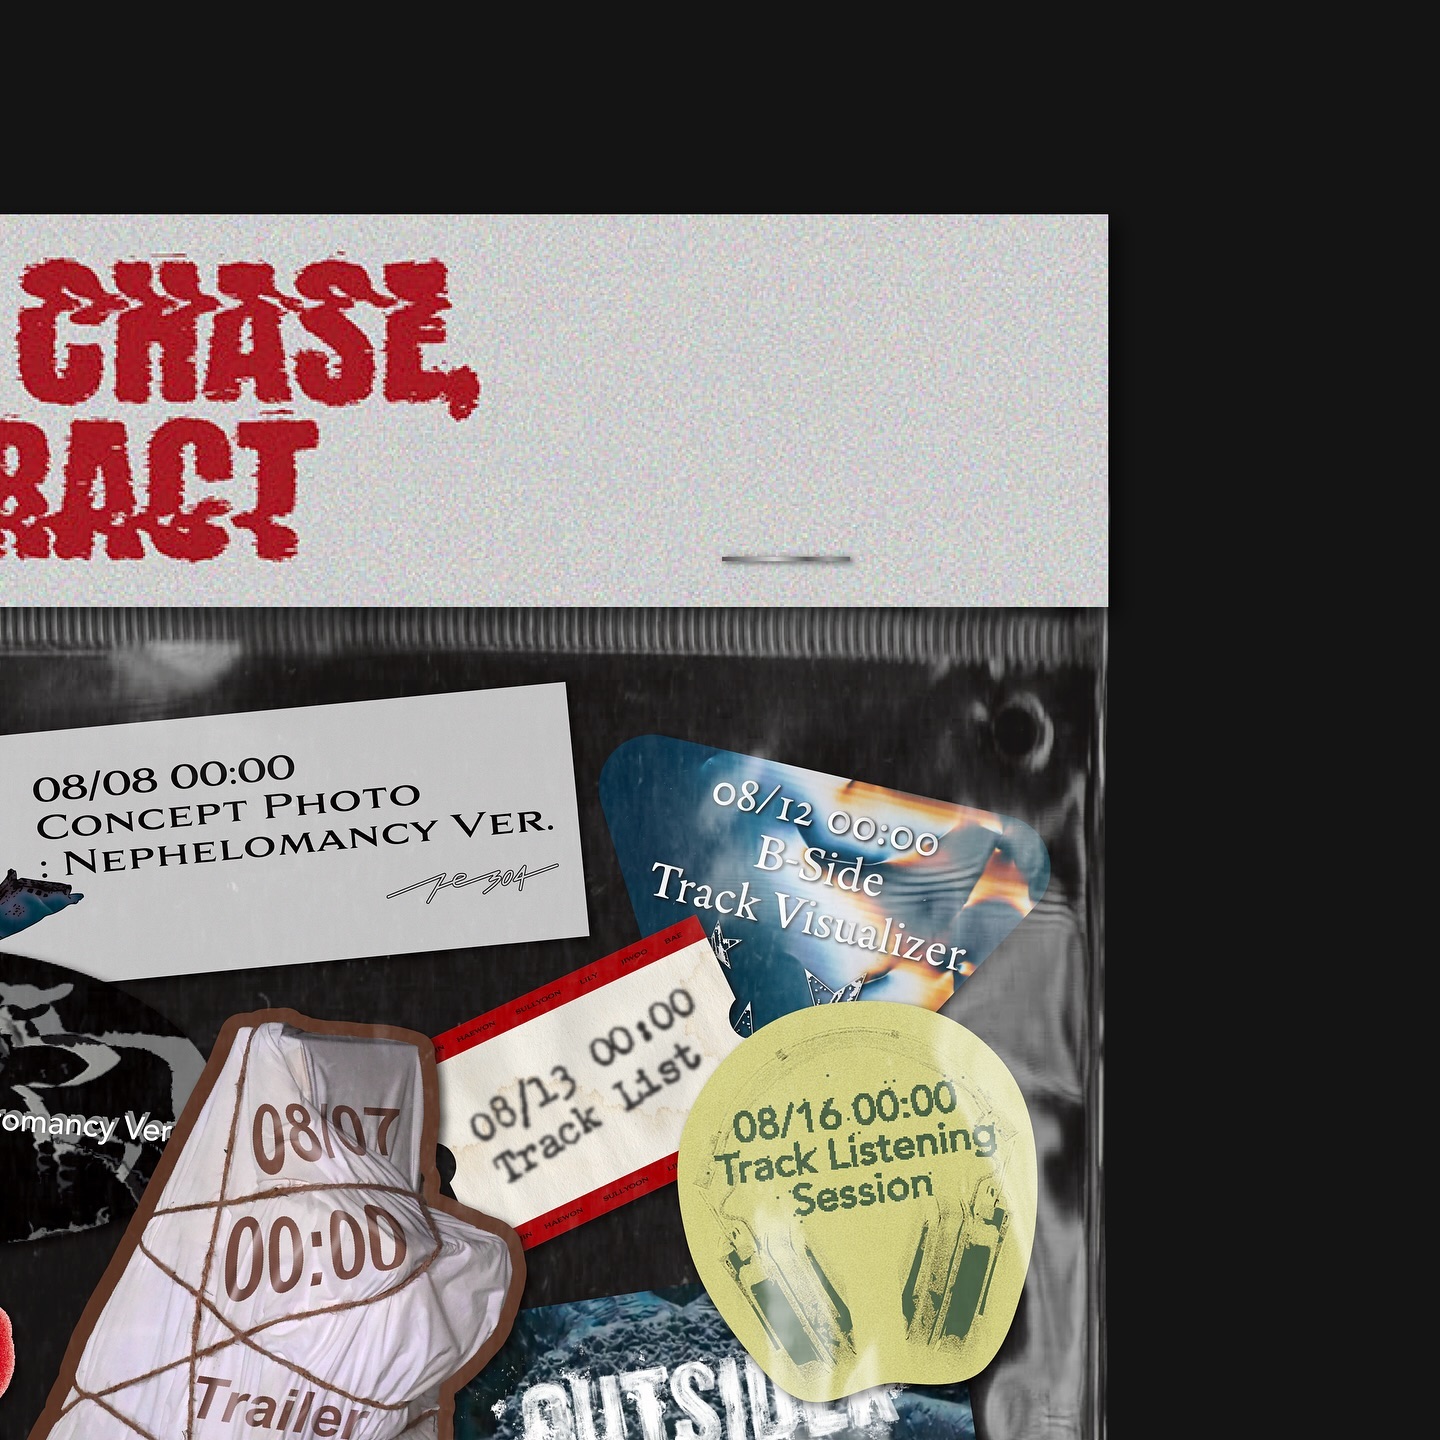 CHASE,
RACT
08/08 00:00
CONCEPT PHOTO
: NEPHELOMANCY VER.
08/12 00:00
B-Side
Track Visualizer
HAEWON SULLYOON LILY JIWOO BAE
08/13 00:00
Track List
HAEWON SULLYOON
08/16 00:00
Track Listening
Session
omancy Ver
08/07
00:00
Trailer
OUTSIDER